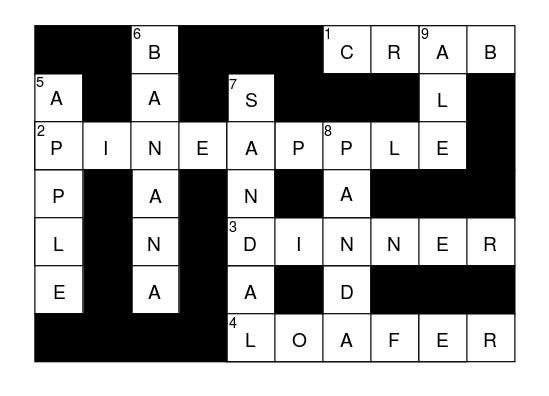 6 B 1 C R 9 A B
5 A A 7 S L
2 P I N E A P 8 P L E
P A N A
L N 3 D I N N E R
E A A D
4 L O A F E R